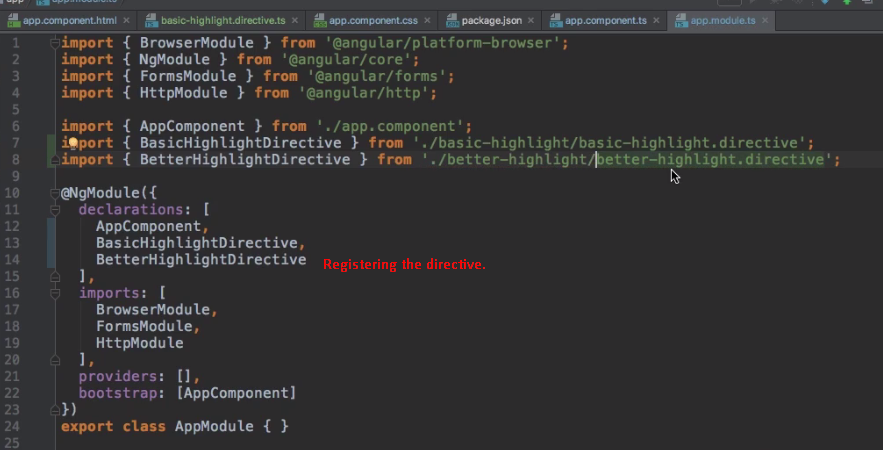 app app.module.ts
app.component.html basic-highlight.directive.ts app.component.css package.json app.component.ts app.module.ts
1 import { BrowserModule } from '@angular/platform-browser';
2 import { NgModule } from '@angular/core';
3 import { FormsModule } from '@angular/forms';
4 import { HttpModule } from '@angular/http';
5
6 import { AppComponent } from './app.component';
7 import { BasicHighlightDirective } from './basic-highlight/basic-highlight.directive';
8 import { BetterHighlightDirective } from './better-highlight/better-highlight.directive';
9
10 @NgModule({
11 declarations: [
12 AppComponent,
13 BasicHighlightDirective,
14 BetterHighlightDirective Registering the directive.
15 ],
16 imports: [
17 BrowserModule,
18 FormsModule,
19 HttpModule
20 ],
21 providers: [],
22 bootstrap: [AppComponent]
23 })
24 export class AppModule { }
25